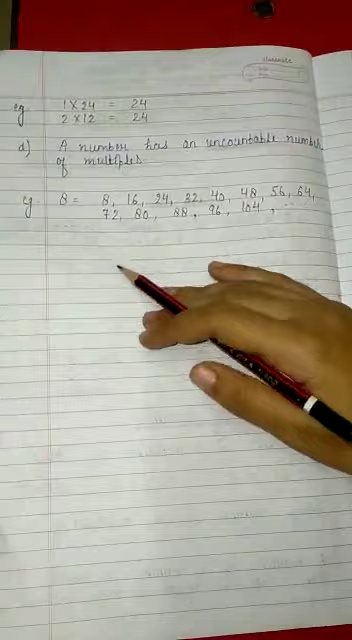 eg 1 X 24 = 24
2 X 12 = 24
d) A number has an uncountable number
of multiples.
eg. 8 = 8, 16, 24, 32, 40, 48, 56, 64,
72, 80, 88, 96, 104, ...